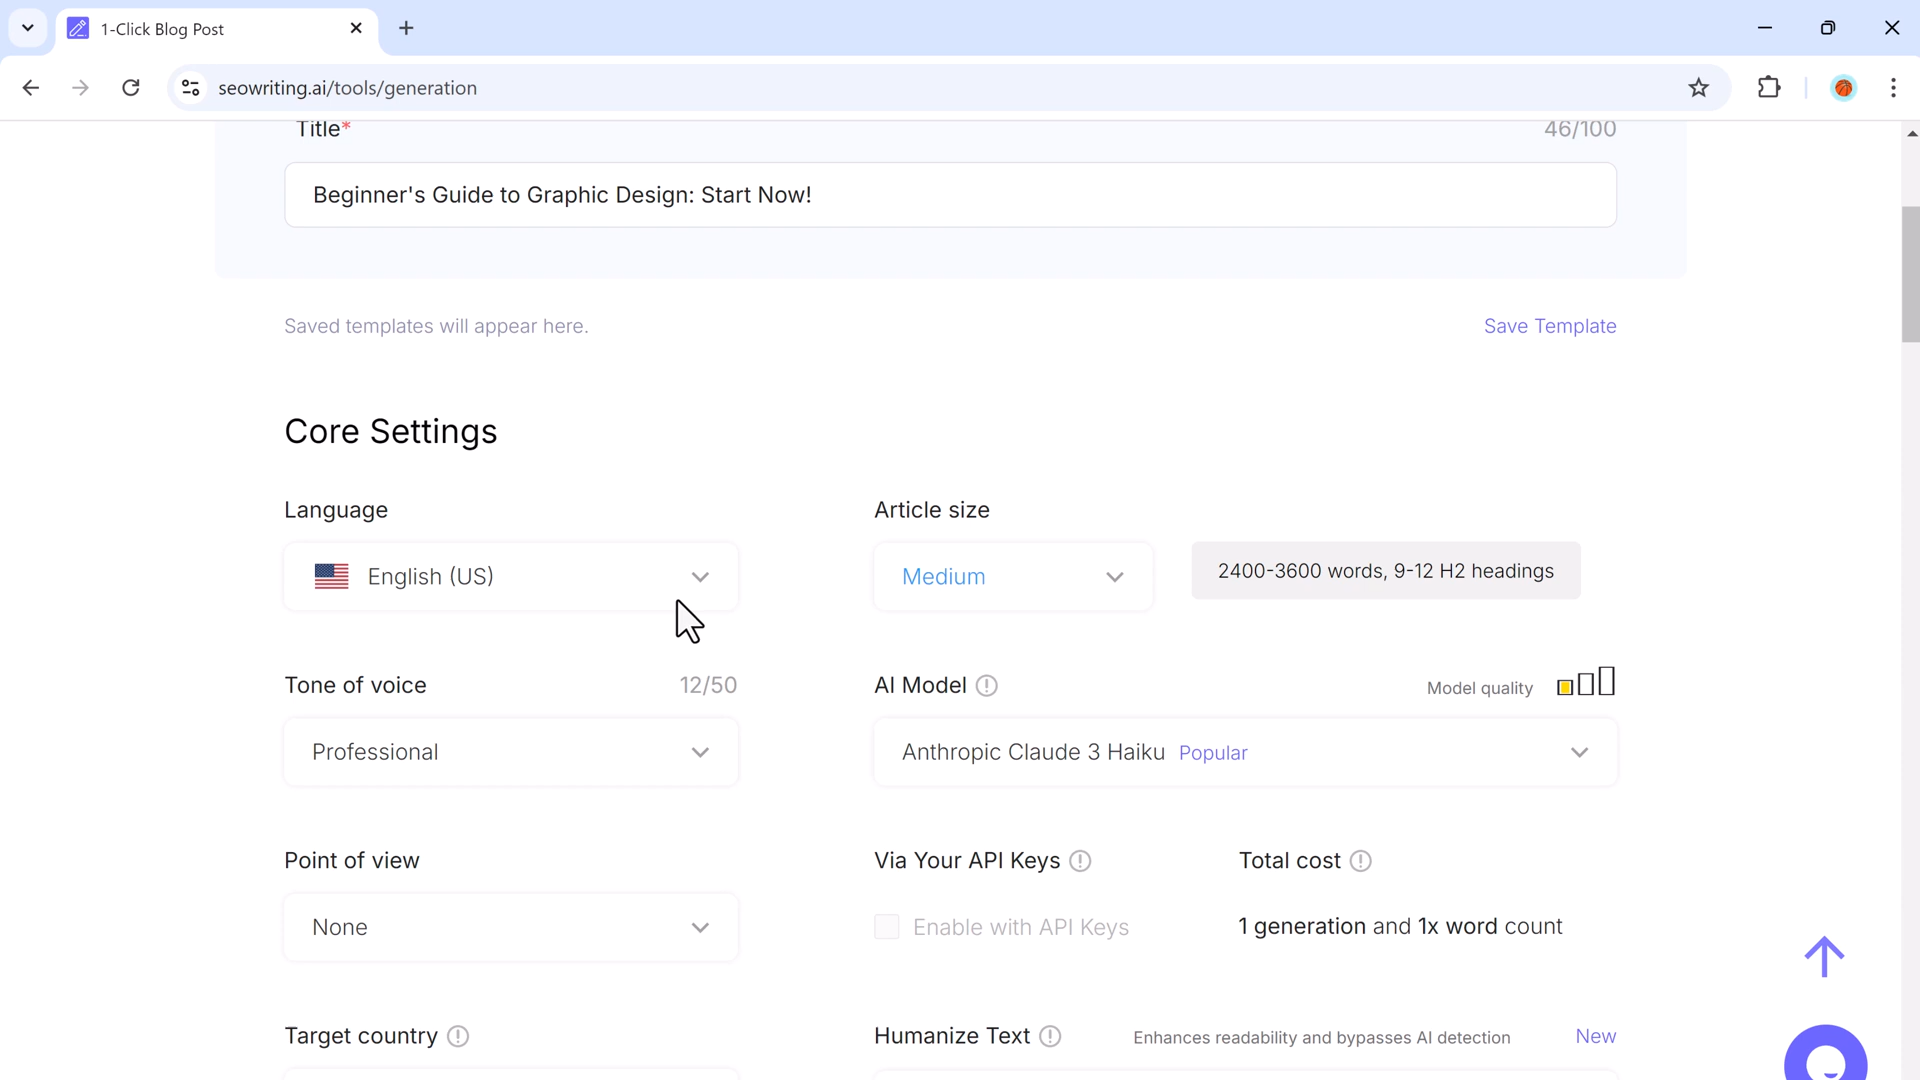 1-Click Blog Post
seowriting.ai/tools/generation
Title*
46/100
Beginner's Guide to Graphic Design: Start Now!
Saved templates will appear here.
Save Template
Core Settings
Language
Article size
English (US)
Medium
2400-3600 words, 9-12 H2 headings
Tone of voice
12/50
AI Model
Model quality
Professional
Anthropic Claude 3 Haiku Popular
Point of view
Via Your API Keys
Total cost
None
Enable with API Keys
1 generation and 1x word count
Target country
Humanize Text
Enhances readability and bypasses AI detection
New